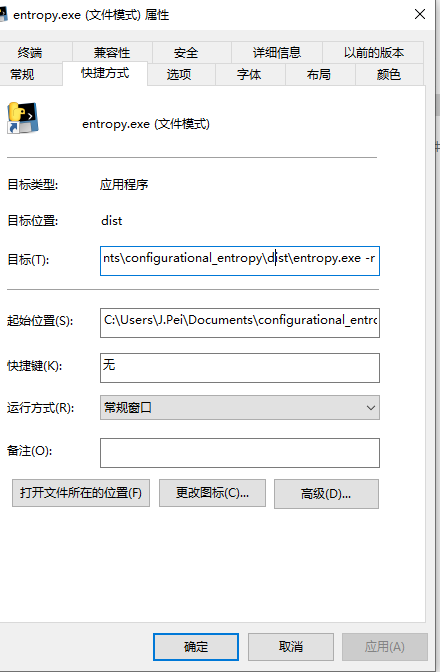 entropy.exe (文件模式) 属性
终端 兼容性 安全 详细信息 以前的版本
常规 快捷方式 选项 字体 布局 颜色
entropy.exe (文件模式)
目标类型: 应用程序
目标位置: dist
目标(T): nts\configurational_entropy\dist\entropy.exe -r
起始位置(S): C:\Users\J.Pei\Documents\configurational_entro
快捷键(K): 无
运行方式(R): 常规窗口
备注(O):
打开文件所在的位置(F) 更改图标(C)... 高级(D)...
确定 取消 应用(A)